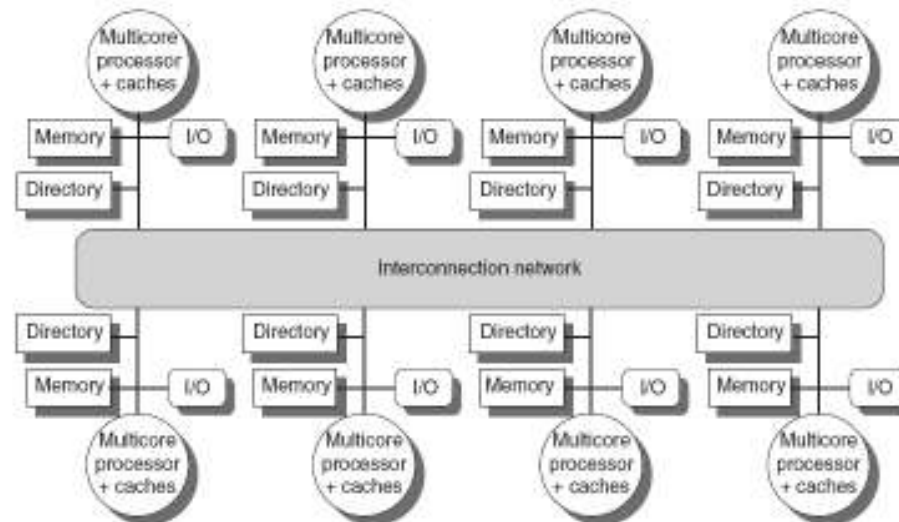 Multicore
processor
+ caches
Multicore
processor
+ caches
Multicore
processor
+ caches
Multicore
processor
+ caches
Memory
I/O
Memory
I/O
Memory
I/O
Memory
I/O
Directory
Directory
Directory
Directory
Interconnection network
Directory
Directory
Directory
Directory
Memory
I/O
Memory
I/O
Memory
I/O
Memory
I/O
Multicore
processor
+ caches
Multicore
processor
+ caches
Multicore
processor
+ caches
Multicore
processor
+ caches